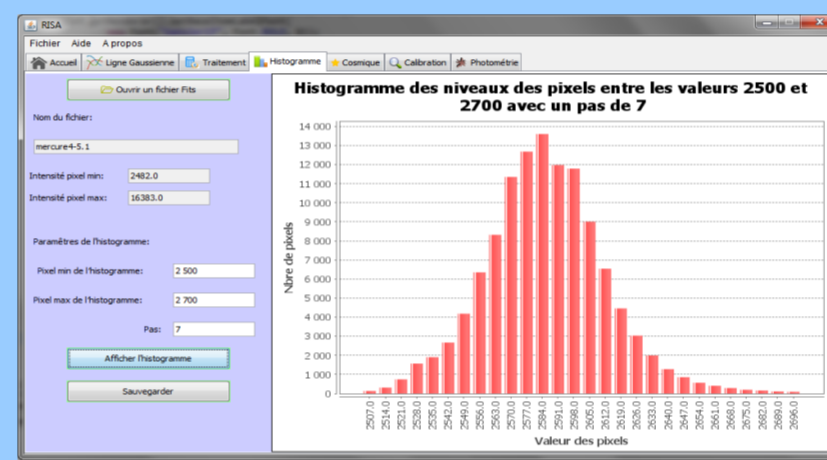 RISA
Fichier Aide A propos
Accueil Ligne Gaussienne Traitement Histogramme Cosmique Calibration Photométrie
Ouvrir un fichier Fits
Nom du fichier:
mercure4-5.1
Intensité pixel min: 2482.0
Intensité pixel max: 16383.0
Paramètres de l'histogramme:
Pixel min de l'histogramme: 2 500
Pixel max de l'histogramme: 2 700
Pas: 7
Afficher l'histogramme
Sauvegarder
Histogramme des niveaux des pixels entre les valeurs 2500 et
2700 avec un pas de 7
Nbre de pixels
14 000
13 000
12 000
11 000
10 000
9 000
8 000
7 000
6 000
5 000
4 000
3 000
2 000
1 000
0
2507.0 2514.0 2521.0 2528.0 2535.0 2542.0 2549.0 2556.0 2563.0 2570.0 2577.0 2584.0 2591.0 2598.0 2605.0 2612.0 2619.0 2626.0 2633.0 2640.0 2647.0 2654.0 2661.0 2668.0 2675.0 2682.0 2689.0 2696.0
Valeur des pixels